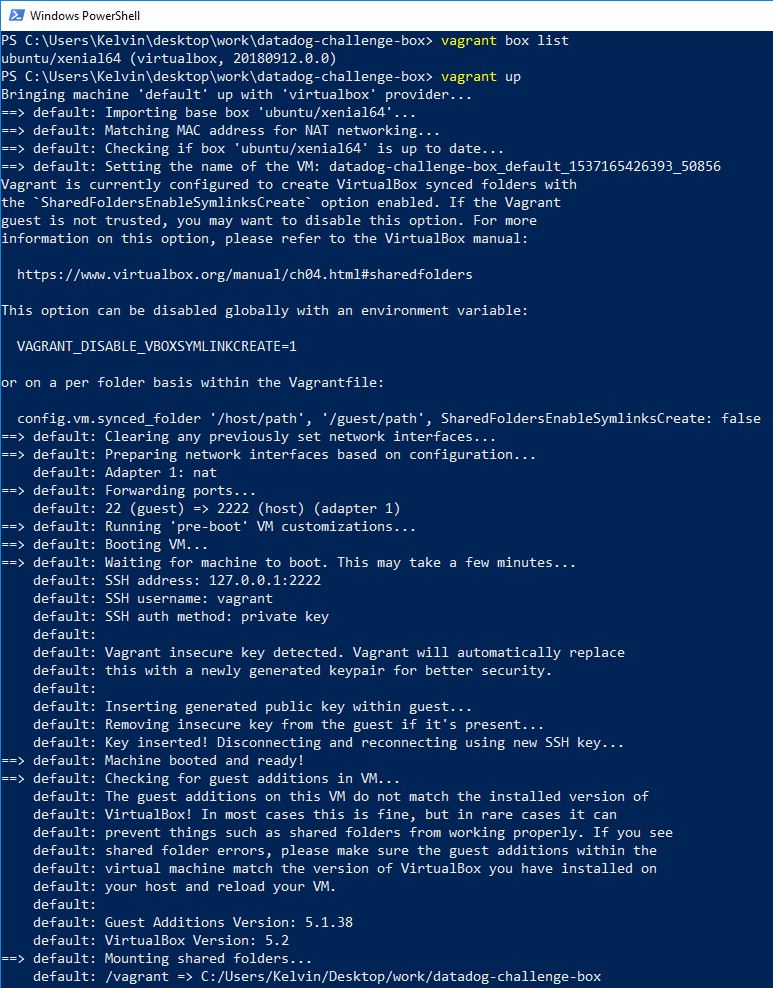 Windows PowerShell
PS C:\Users\Kelvin\desktop\work\datadog-challenge-box> vagrant box list
ubuntu/xenial64 (virtualbox, 20180912.0.0)
PS C:\Users\Kelvin\desktop\work\datadog-challenge-box> vagrant up
Bringing machine 'default' up with 'virtualbox' provider...
==> default: Importing base box 'ubuntu/xenial64'...
==> default: Matching MAC address for NAT networking...
==> default: Checking if box 'ubuntu/xenial64' is up to date...
==> default: Setting the name of the VM: datadog-challenge-box_default_1537165426393_50856
Vagrant is currently configured to create VirtualBox synced folders with
the `SharedFoldersEnableSymlinksCreate` option enabled. If the Vagrant
guest is not trusted, you may want to disable this option. For more
information on this option, please refer to the VirtualBox manual:
https://www.virtualbox.org/manual/ch04.html#sharedfolders
This option can be disabled globally with an environment variable:
VAGRANT_DISABLE_VBOXSYMLINKCREATE=1
or on a per folder basis within the Vagrantfile:
config.vm.synced_folder '/host/path', '/guest/path', SharedFoldersEnableSymlinksCreate: false
==> default: Clearing any previously set network interfaces...
==> default: Preparing network interfaces based on configuration...
default: Adapter 1: nat
==> default: Forwarding ports...
default: 22 (guest) => 2222 (host) (adapter 1)
==> default: Running 'pre-boot' VM customizations...
==> default: Booting VM...
==> default: Waiting for machine to boot. This may take a few minutes...
default: SSH address: 127.0.0.1:2222
default: SSH username: vagrant
default: SSH auth method: private key
default:
default: Vagrant insecure key detected. Vagrant will automatically replace
default: this with a newly generated keypair for better security.
default:
default: Inserting generated public key within guest...
default: Removing insecure key from the guest if it's present...
default: Key inserted! Disconnecting and reconnecting using new SSH key...
==> default: Machine booted and ready!
==> default: Checking for guest additions in VM...
default: The guest additions on this VM do not match the installed version of
default: VirtualBox! In most cases this is fine, but in rare cases it can
default: prevent things such as shared folders from working properly. If you see
default: shared folder errors, please make sure the guest additions within the
default: virtual machine match the version of VirtualBox you have installed on
default: your host and reload your VM.
default:
default: Guest Additions Version: 5.1.38
default: VirtualBox Version: 5.2
==> default: Mounting shared folders...
default: /vagrant => C:/Users/Kelvin/Desktop/work/datadog-challenge-box